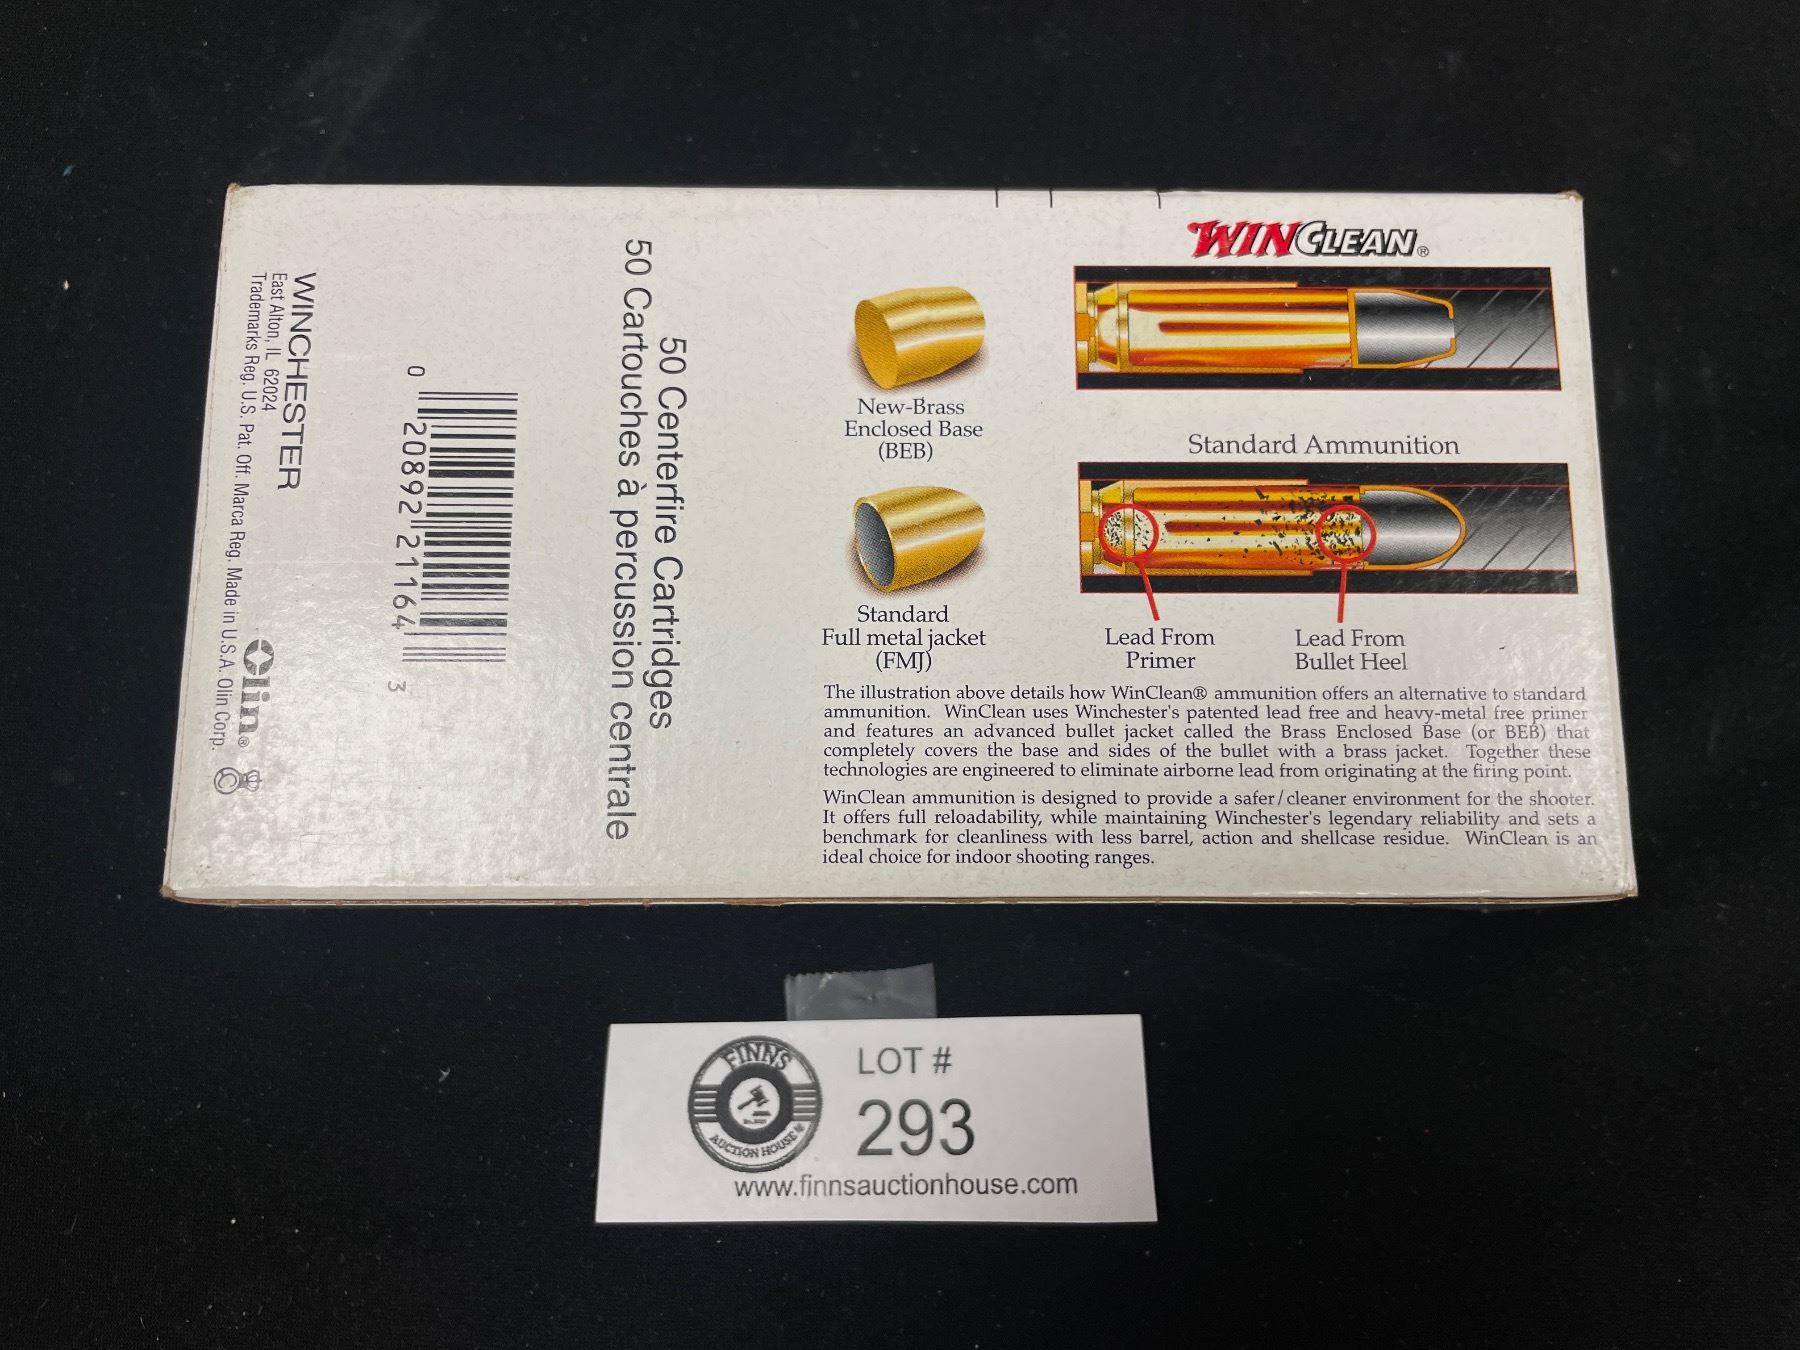 WINCLEAN®
New-Brass
Enclosed Base
(BEB)
Standard Ammunition
Standard
Full metal jacket
(FMJ)
Lead From
Primer
Lead From
Bullet Heel
The illustration above details how WinClean® ammunition offers an alternative to standard
ammunition. WinClean uses Winchester's patented lead free and heavy-metal free primer
and features an advanced bullet jacket called the Brass Enclosed Base (or BEB) that
completely covers the base and sides of the bullet with a brass jacket. Together these
technologies are engineered to eliminate airborne lead from originating at the firing point.
WinClean ammunition is designed to provide a safer/cleaner environment for the shooter.
It offers full reloadability, while maintaining Winchester's legendary reliability and sets a
benchmark for cleanliness with less barrel, action and shellcase residue. WinClean is an
ideal choice for indoor shooting ranges.
50 Centerfire Cartridges
50 Cartouches à percussion centrale
0 20892 21164 3
WINCHESTER
East Alton, IL 62024
Trademarks Reg. U.S. Pat. Off. Marca Reg. Made in U.S.A. Olin Corp. ©
Olin®
FINNS
AUCTION HOUSE
LOT #
293
www.finnsauctionhouse.com